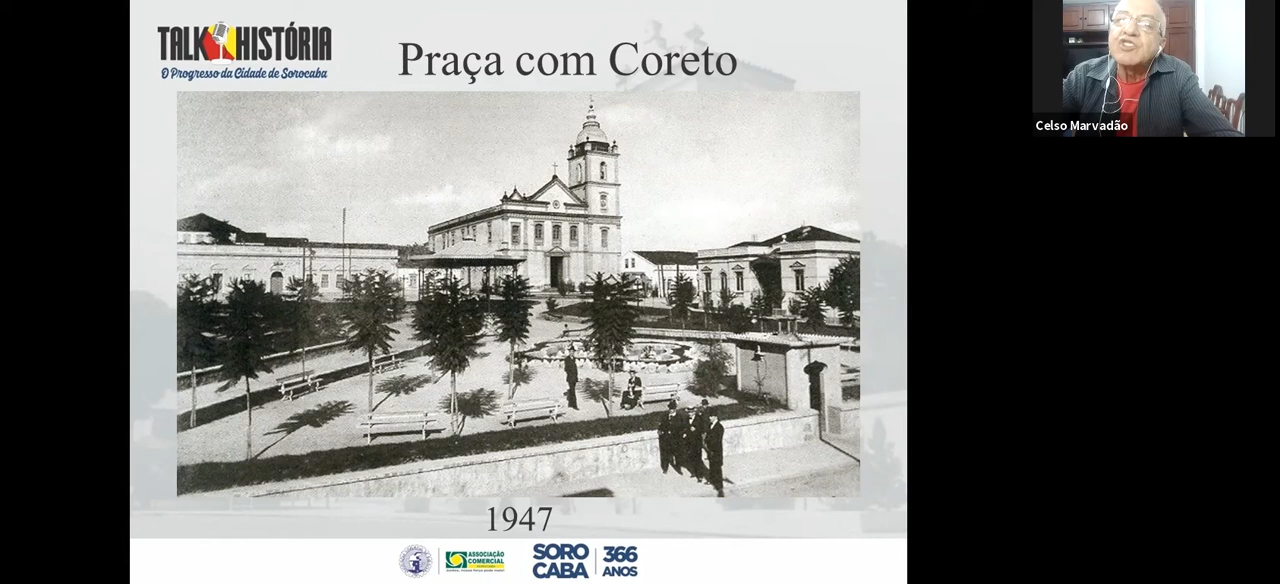 TALK HISTÓRIA
O Progresso da Cidade de Sorocaba
Praça com Coreto
Celso Marvadão
1947
ASSOCIAÇÃO
COMERCIAL
SORO
CABA
366
ANOS